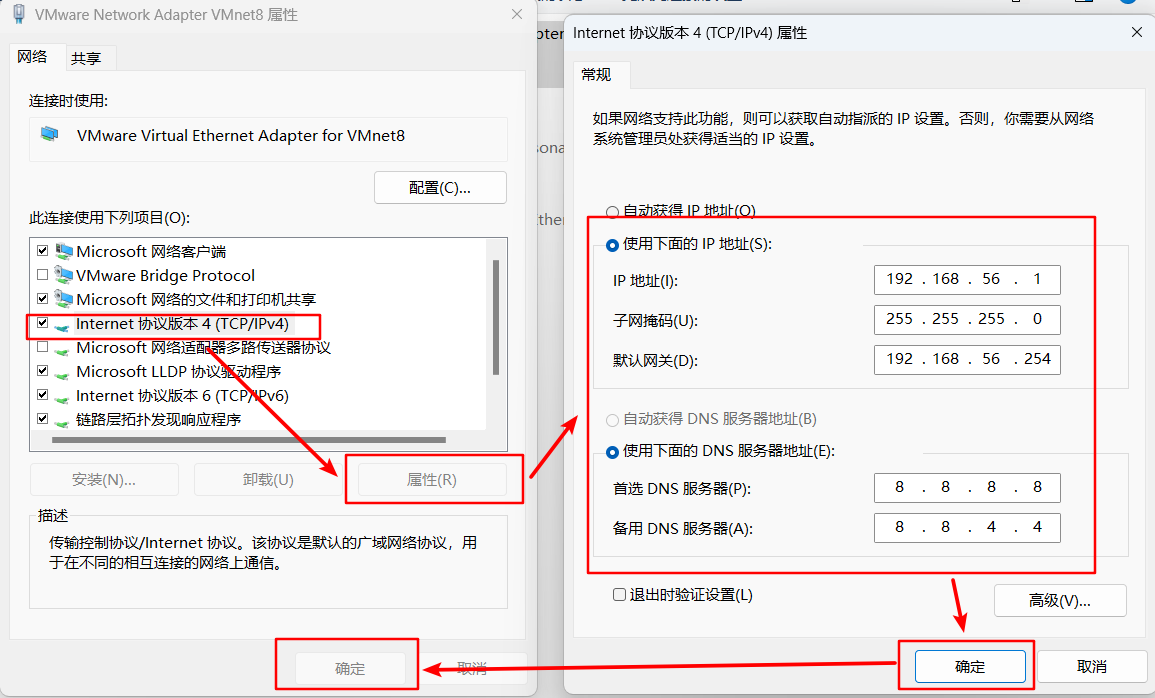 VMware Network Adapter VMnet8 属性
网络
共享
连接时使用:
VMware Virtual Ethernet Adapter for VMnet8
配置(C)...
此连接使用下列项目(O):
Microsoft 网络客户端
VMware Bridge Protocol
Microsoft 网络的文件和打印机共享
Internet 协议版本 4 (TCP/IPv4)
Microsoft 网络适配器多路传送器协议
Microsoft LLDP 协议驱动程序
Internet 协议版本 6 (TCP/IPv6)
链路层拓扑发现响应程序
安装(N)...
卸载(U)
属性(R)
描述
传输控制协议/Internet 协议。该协议是默认的广域网络协议，用
于在不同的相互连接的网络上通信。
确定
取消
Internet 协议版本 4 (TCP/IPv4) 属性
常规
如果网络支持此功能，则可以获取自动指派的 IP 设置。否则，你需要从网络
系统管理员处获得适当的 IP 设置。
自动获得 IP 地址(O)
使用下面的 IP 地址(S):
IP 地址(I):
192 . 168 . 56 . 1
子网掩码(U):
255 . 255 . 255 . 0
默认网关(D):
192 . 168 . 56 . 254
自动获得 DNS 服务器地址(B)
使用下面的 DNS 服务器地址(E):
首选 DNS 服务器(P):
8 . 8 . 8 . 8
备用 DNS 服务器(A):
8 . 8 . 4 . 4
退出时验证设置(L)
高级(V)...
确定
取消